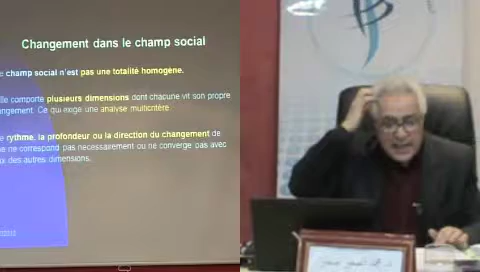 Changement dans le champ social
champ social n'est pas une totalité homogène.
comporte plusieurs dimensions dont chacune vit son propre
Ce qui exige une analyse multicritère
rythme, la profondeur ou la direction du changement de
ne correspond pas nécessairement ou ne converge pas avec
des autres dimensions.